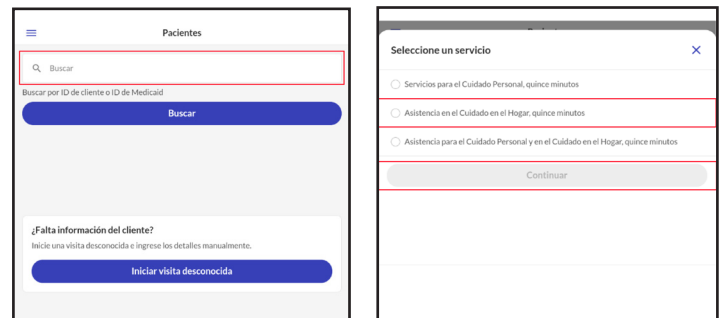 Pacientes
Buscar
Buscar por ID de cliente o ID de Medicaid
Buscar
¿Falta información del cliente?
Inicie una visita desconocida e ingrese los detalles manualmente.
Iniciar visita desconocida
Seleccione un servicio
Servicios para el Cuidado Personal, quince minutos
Asistencia en el Cuidado en el Hogar, quince minutos
Asistencia para el Cuidado Personal y en el Cuidado en el Hogar, quince minutos
Continuar